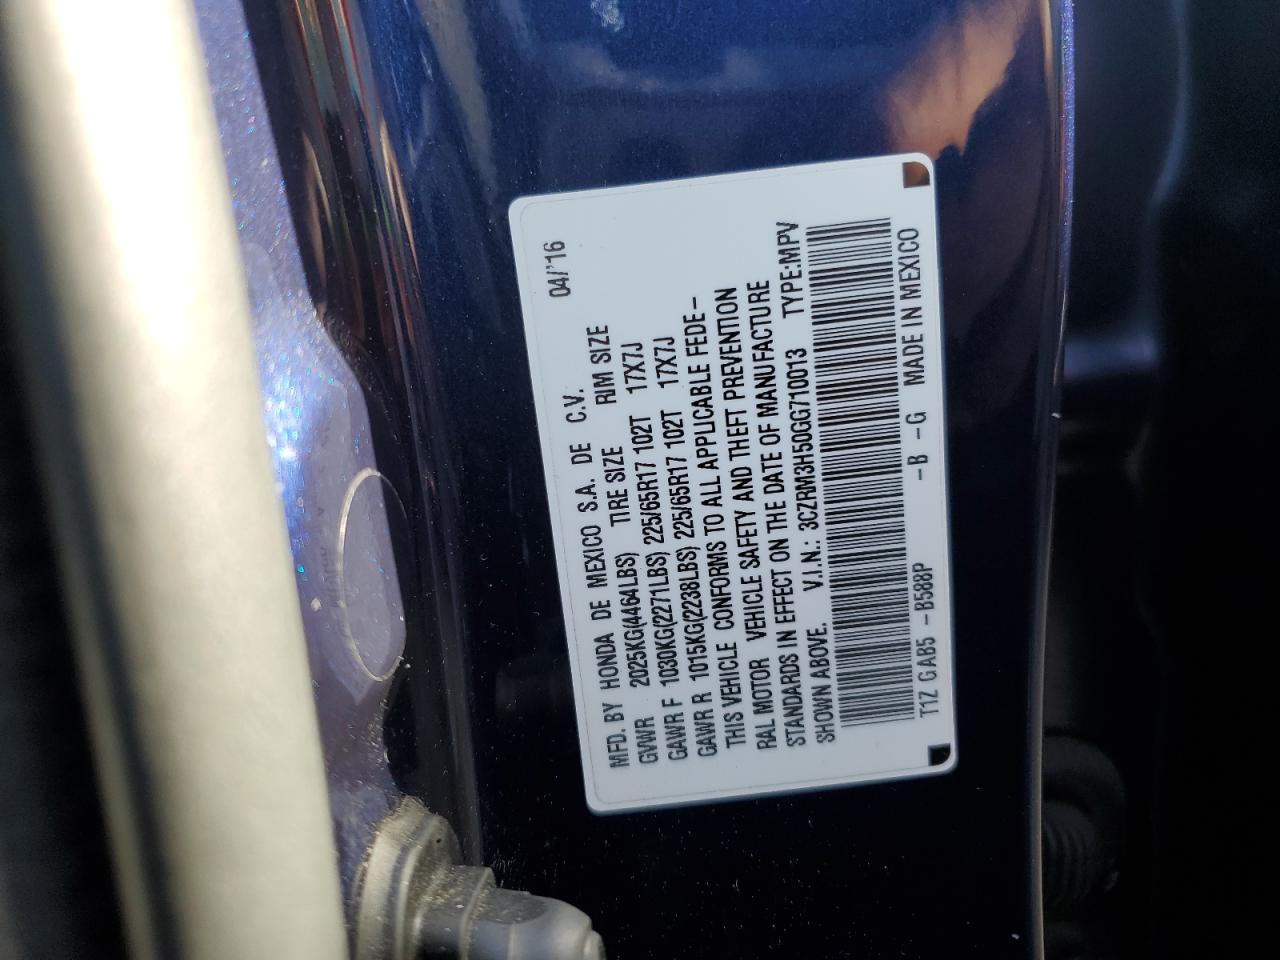 04/'16
MFD. BY HONDA DE MEXICO S.A. DE C.V.
GVWR 2025KG(4464LBS) TIRE SIZE RIM SIZE
GAWR F 1030KG(2271LBS) 225/65R17 102T 17X7J
GAWR R 1015KG(2238LBS) 225/65R17 102T 17X7J
THIS VEHICLE CONFORMS TO ALL APPLICABLE FEDE-
RAL MOTOR VEHICLE SAFETY AND THEFT PREVENTION
STANDARDS IN EFFECT ON THE DATE OF MANUFACTURE
SHOWN ABOVE. V.I.N.: 3CZRM3H50GG710013 TYPE:MPV
T1Z GAB5 -B588P -B -G MADE IN MEXICO